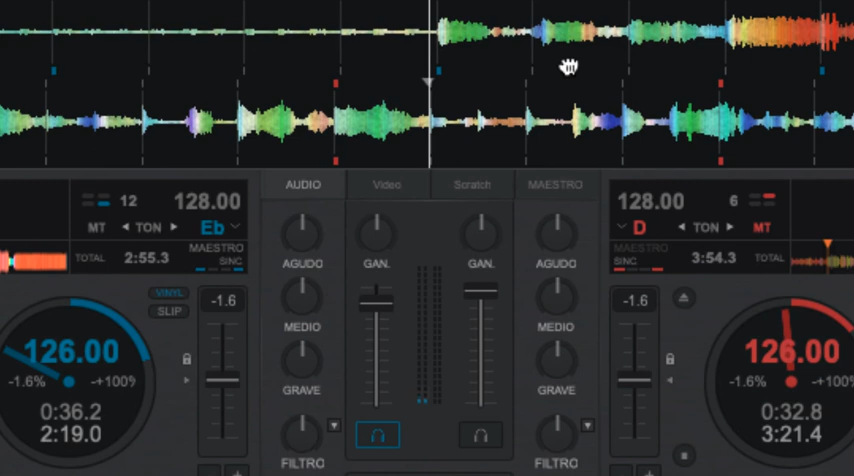 AUDIO Video Scratch MAESTRO
12 128.00
MT TON Eb
MAESTRO
TOTAL 2:55.3 SINC
128.00 6
D TON MT
MAESTRO
SINC 3:54.3 TOTAL
AGUDO GAN. GAN. AGUDO
VINYL
SLIP
-1.6
-1.6
MEDIO MEDIO
126.00
-1.6% -+100%
0:36.2
2:19.0
126.00
-1.6% -+100%
0:32.8
3:21.4
GRAVE GRAVE
FILTRO FILTRO